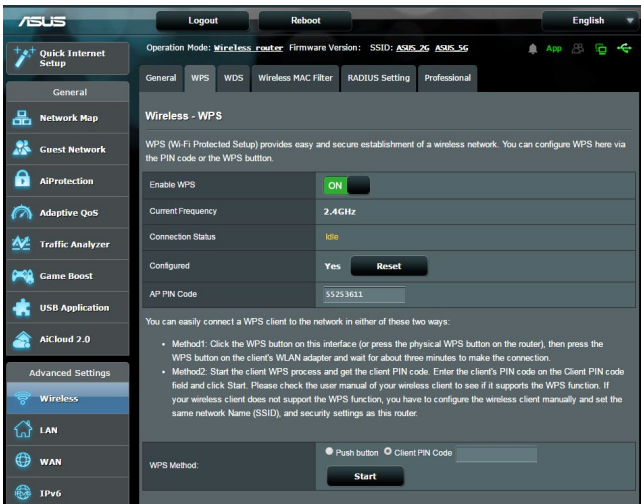 ASUS
Logout
Reboot
English
Quick Internet
Setup
General
Network Map
Guest Network
AiProtection
Adaptive QoS
Traffic Analyzer
Game Boost
USB Application
AiCloud 2.0
Advanced Settings
Wireless
LAN
WAN
IPv6
Operation Mode: Wireless router Firmware Version: SSID: ASUS_2G ASUS_5G
App
General WPS WDS Wireless MAC Filter RADIUS Setting Professional
Wireless - WPS
WPS (Wi-Fi Protected Setup) provides easy and secure establishment of a wireless network. You can configure WPS here via
the PIN code or the WPS buttton.
Enable WPS ON
Current Frequency 2.4GHz
Connection Status Idle
Configured Yes Reset
AP PIN Code 55253611
You can easily connect a WPS client to the network in either of these two ways:
• Method1: Click the WPS button on this interface (or press the physical WPS button on the router), then press the
WPS button on the client's WLAN adapter and wait for about three minutes to make the connection.
• Method2: Start the client WPS process and get the client PIN code. Enter the client's PIN code on the Client PIN code
field and click Start. Please check the user manual of your wireless client to see if it supports the WPS function. If
your wireless client does not support the WPS function, you have to configure the wireless client manually and set the
same network Name (SSID), and security settings as this router.
WPS Method: Push button Client PIN Code
Start